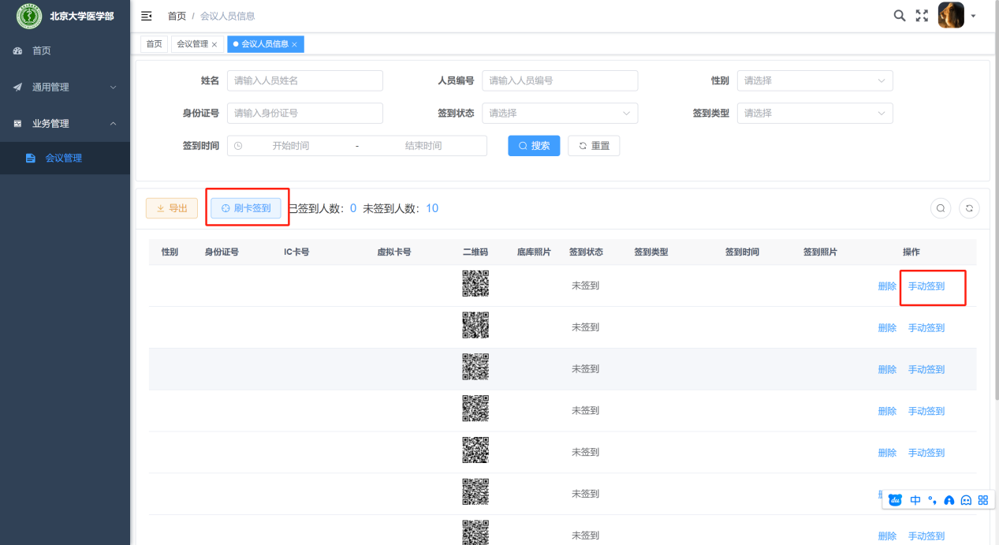 北京大学医学部
首页 / 会议人员信息
首页
首页 会议管理 × 会议人员信息 ×
通用管理
业务管理
会议管理
姓名 请输入人员姓名 人员编号 请输入人员编号 性别 请选择
身份证号 请输入身份证号 签到状态 请选择 签到类型 请选择
签到时间 开始时间 - 结束时间 搜索 重置
导出 刷卡签到 已签到人数: 0 未签到人数: 10
性别 身份证号 IC卡号 虚拟卡号 二维码 底库照片 签到状态 签到类型 签到时间 签到照片 操作
未签到 删除 手动签到
未签到 删除 手动签到
未签到 删除 手动签到
未签到 删除 手动签到
未签到 删除 手动签到
未签到
du 中
未签到 删除 手动签到